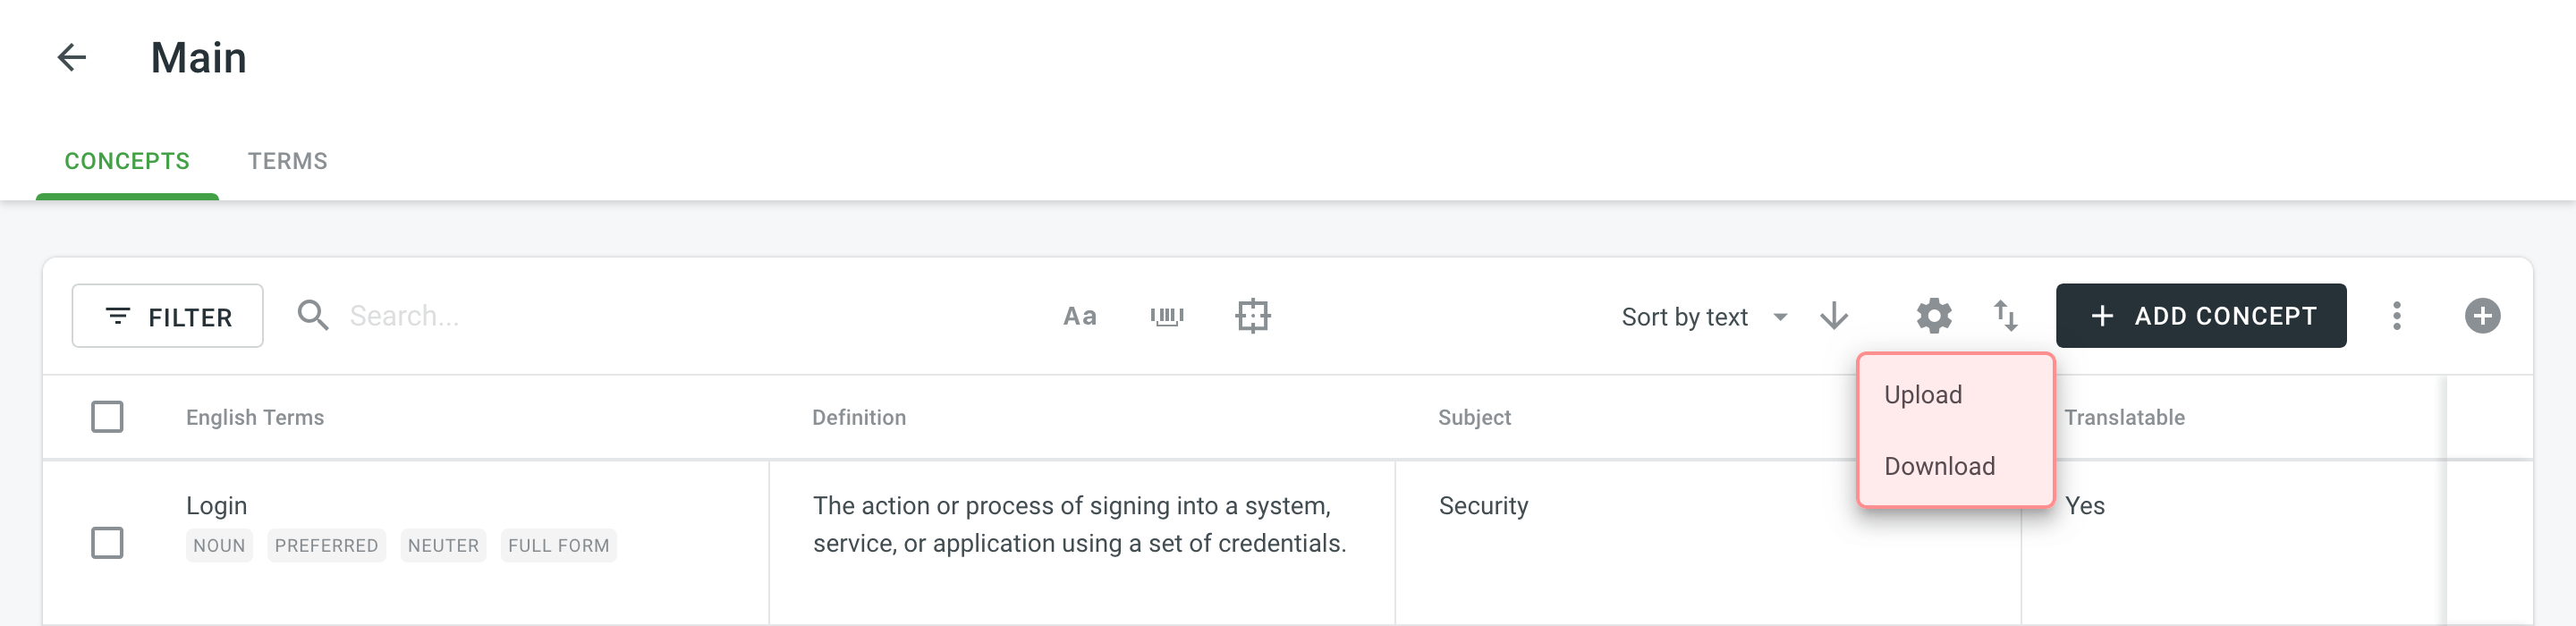 Main
CONCEPTS TERMS
FILTER Search... Aa Sort by text ADD CONCEPT
Upload
Download
English Terms Definition Subject Translatable
Login
NOUN PREFERRED NEUTER FULL FORM
The action or process of signing into a system,
service, or application using a set of credentials.
Security
Yes